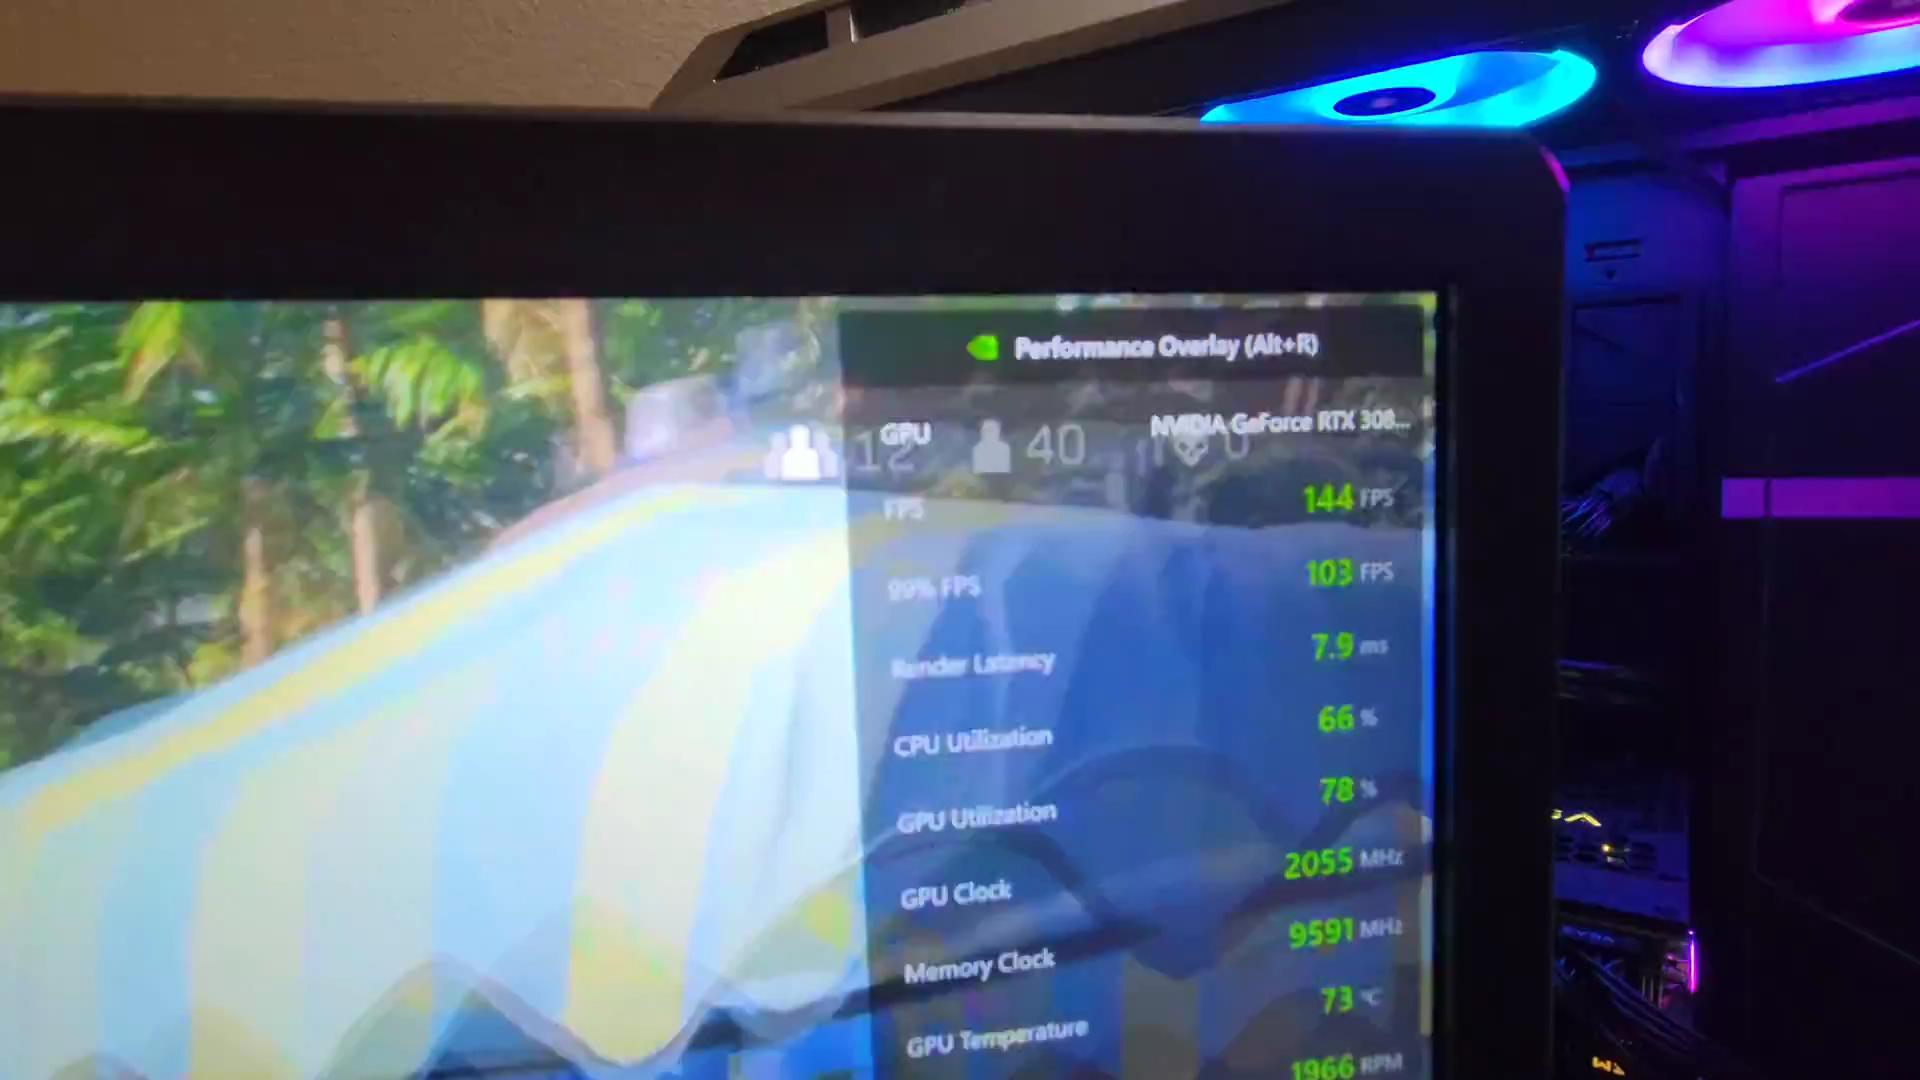 Performance Overlay (Alt+R)
GPU NVIDIA GeForce RTX 308...
12 40 0
FPS 144 FPS
99% FPS 103 FPS
Render Latency 7.9 ms
CPU Utilization 66 %
GPU Utilization 78 %
GPU Clock 2055 MHz
Memory Clock 9591 MHz
GPU Temperature 73 °C
1966 RPM